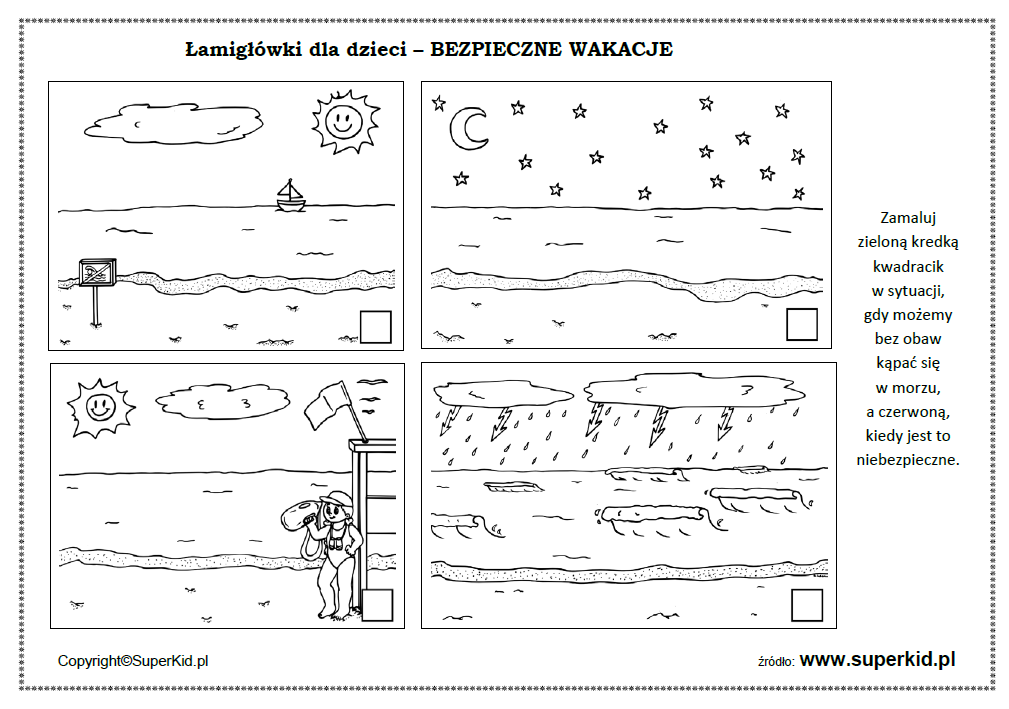 Łamigłówki dla dzieci – BEZPIECZNE WAKACJE
Zamaluj
zieloną kredką
kwadracik
w sytuacji,
gdy możemy
bez obaw
kąpać się
w morzu,
a czerwoną,
kiedy jest to
niebezpieczne.
Copyright©SuperKid.pl
źródło: www.superkid.pl